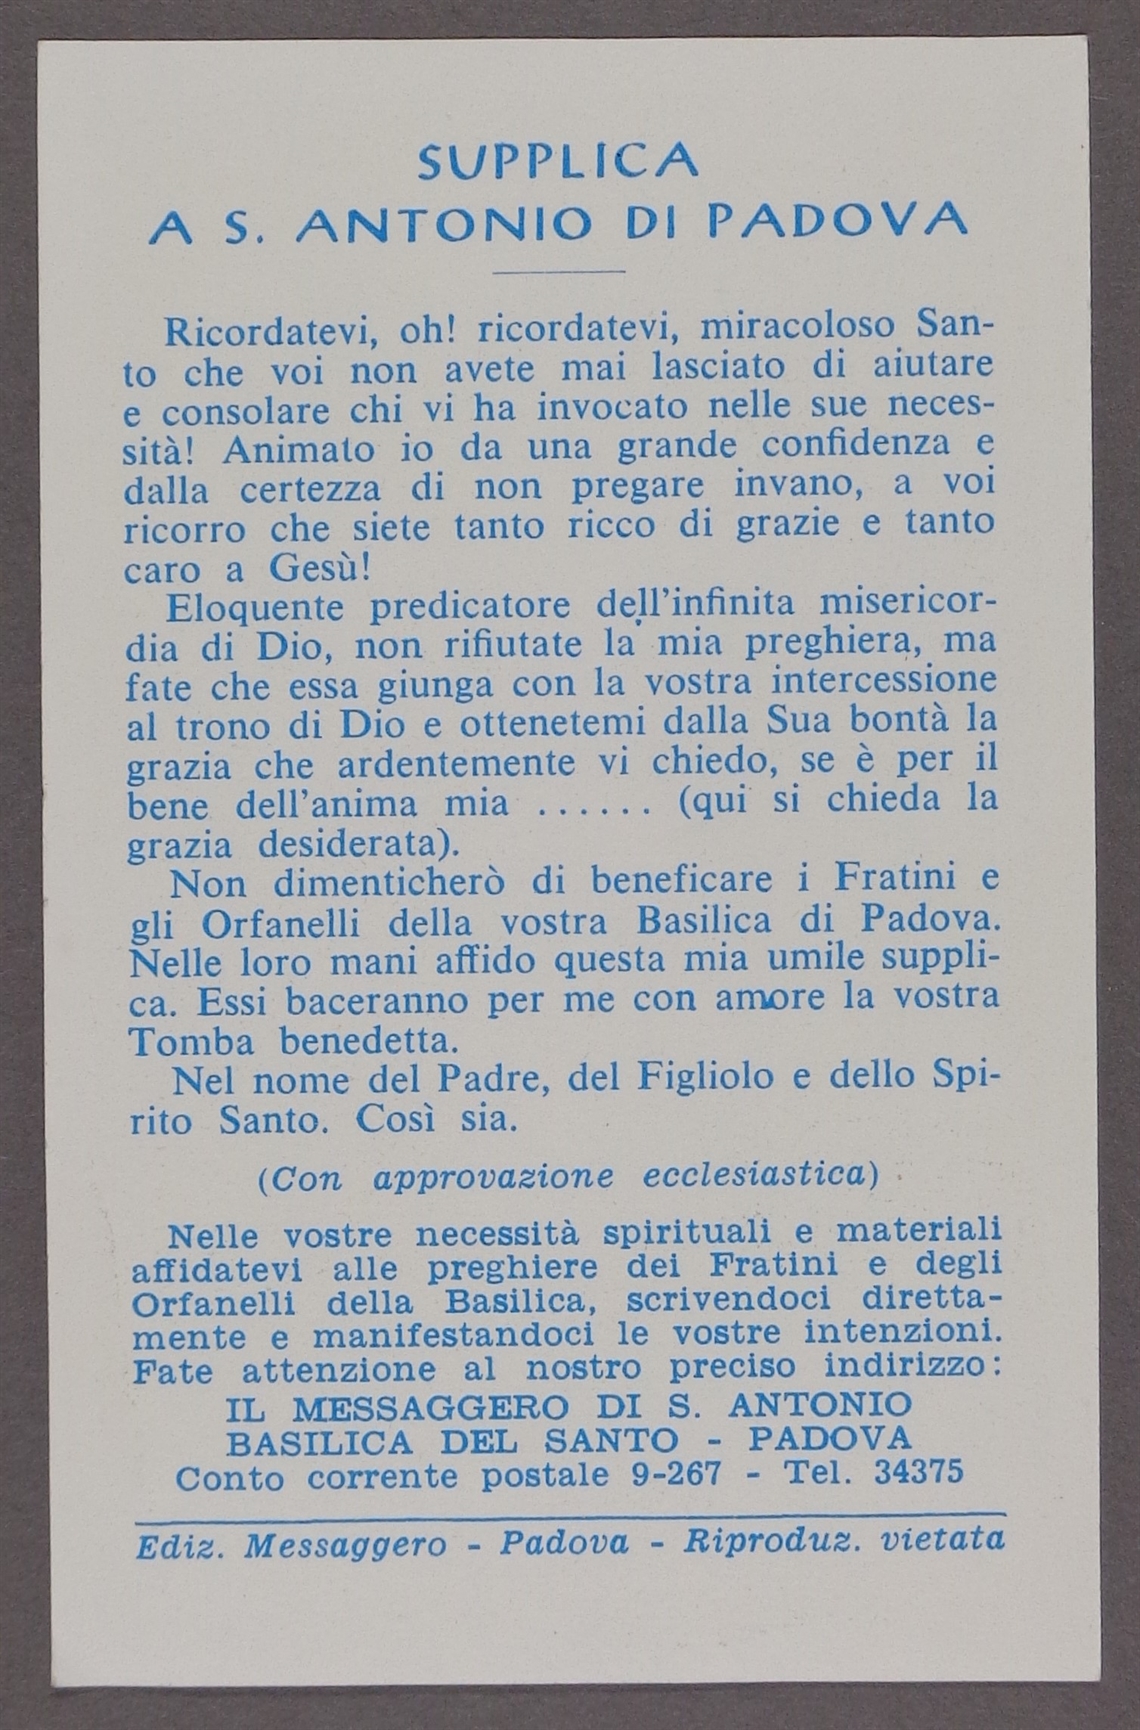 SUPPLICA
A S. ANTONIO DI PADOVA
Ricordatevi, oh! ricordatevi, miracoloso San-
to che voi non avete mai lasciato di aiutare
e consolare chi vi ha invocato nelle sue neces-
sità! Animato io da una grande confidenza e
dalla certezza di non pregare invano, a voi
ricorro che siete tanto ricco di grazie e tanto
caro a Gesù!
Eloquente predicatore dell'infinita misericor-
dia di Dio, non rifiutate la mia preghiera, ma
fate che essa giunga con la vostra intercessione
al trono di Dio e ottenetemi dalla Sua bontà la
grazia che ardentemente vi chiedo, se è per il
bene dell'anima mia ...... (qui si chieda la
grazia desiderata).
Non dimenticherò di beneficare i Fratini e
gli Orfanelli della vostra Basilica di Padova.
Nelle loro mani affido questa mia umile suppli-
ca. Essi baceranno per me con amore la vostra
Tomba benedetta.
Nel nome del Padre, del Figliolo e dello Spi-
rito Santo. Così sia.
(Con approvazione ecclesiastica)
Nelle vostre necessità spirituali e materiali
affidatevi alle preghiere dei Fratini e degli
Orfanelli della Basilica, scrivendoci diretta-
mente e manifestandoci le vostre intenzioni.
Fate attenzione al nostro preciso indirizzo:
IL MESSAGGERO DI S. ANTONIO
BASILICA DEL SANTO - PADOVA
Conto corrente postale 9-267 - Tel. 34375
Ediz. Messaggero - Padova - Riproduz. vietata